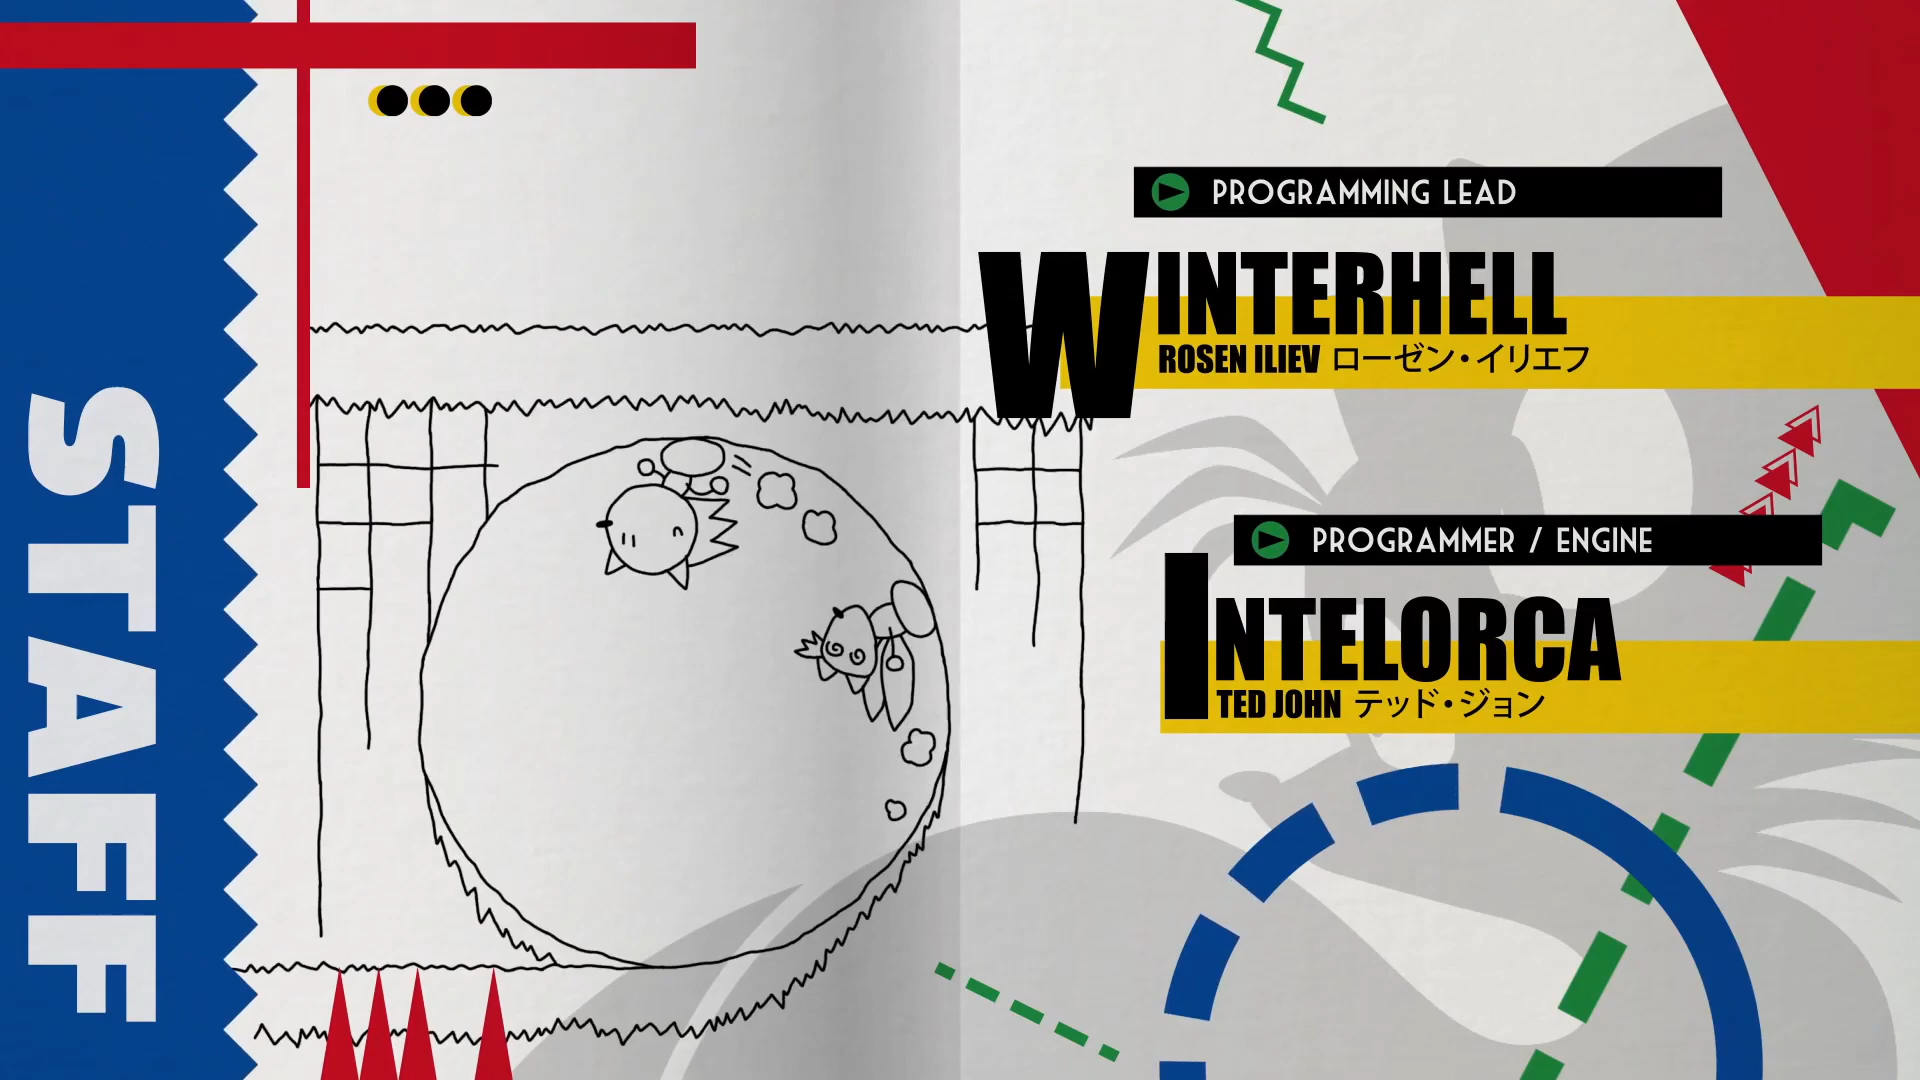 STAFF
PROGRAMMING LEAD
WINTERHELL
ROSEN ILIEV ローゼン・イリエフ
PROGRAMMER / ENGINE
INTELORCA
TED JOHN テッド・ジョン